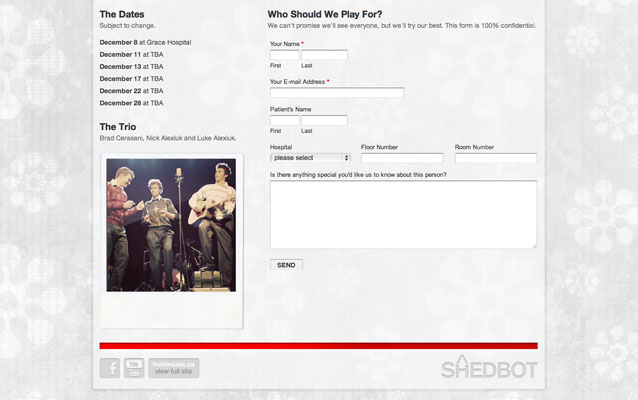 The Dates
Subject to change.
December 8 at Grace Hospital
December 11 at TBA
December 13 at TBA
December 17 at TBA
December 22 at TBA
December 28 at TBA
The Trio
Brad Cerasani, Nick Alexiuk and Luke Alexiuk.
Who Should We Play For?
We can't promise we'll see everyone, but we'll try our best. This form is 100% confidential.
Your Name *
First Last
Your E-mail Address *
Patient's Name
First Last
Hospital Floor Number Room Number
please select
Is there anything special you'd like us to know about this person?
SEND
f
You
Tube
view full site
SHEDBOT